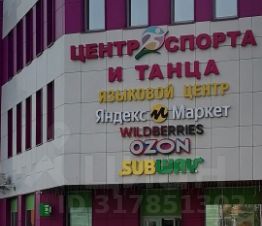 ЦЕНТР СПОРТА
И ТАНЦА
ЯЗЫКОВОЙ ЦЕНТР
Яндекс Маркет
WILDBERRIES
OZON
SUBWAY